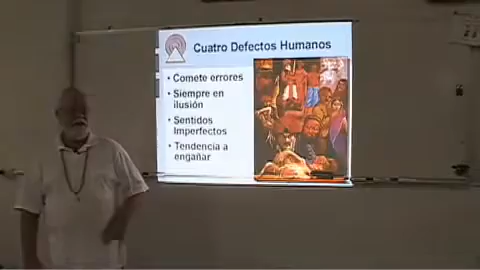 Cuatro Defectos Humanos
• Comete errores
• Siempre en
ilusión
• Sentidos
Imperfectos
• Tendencia a
engañar